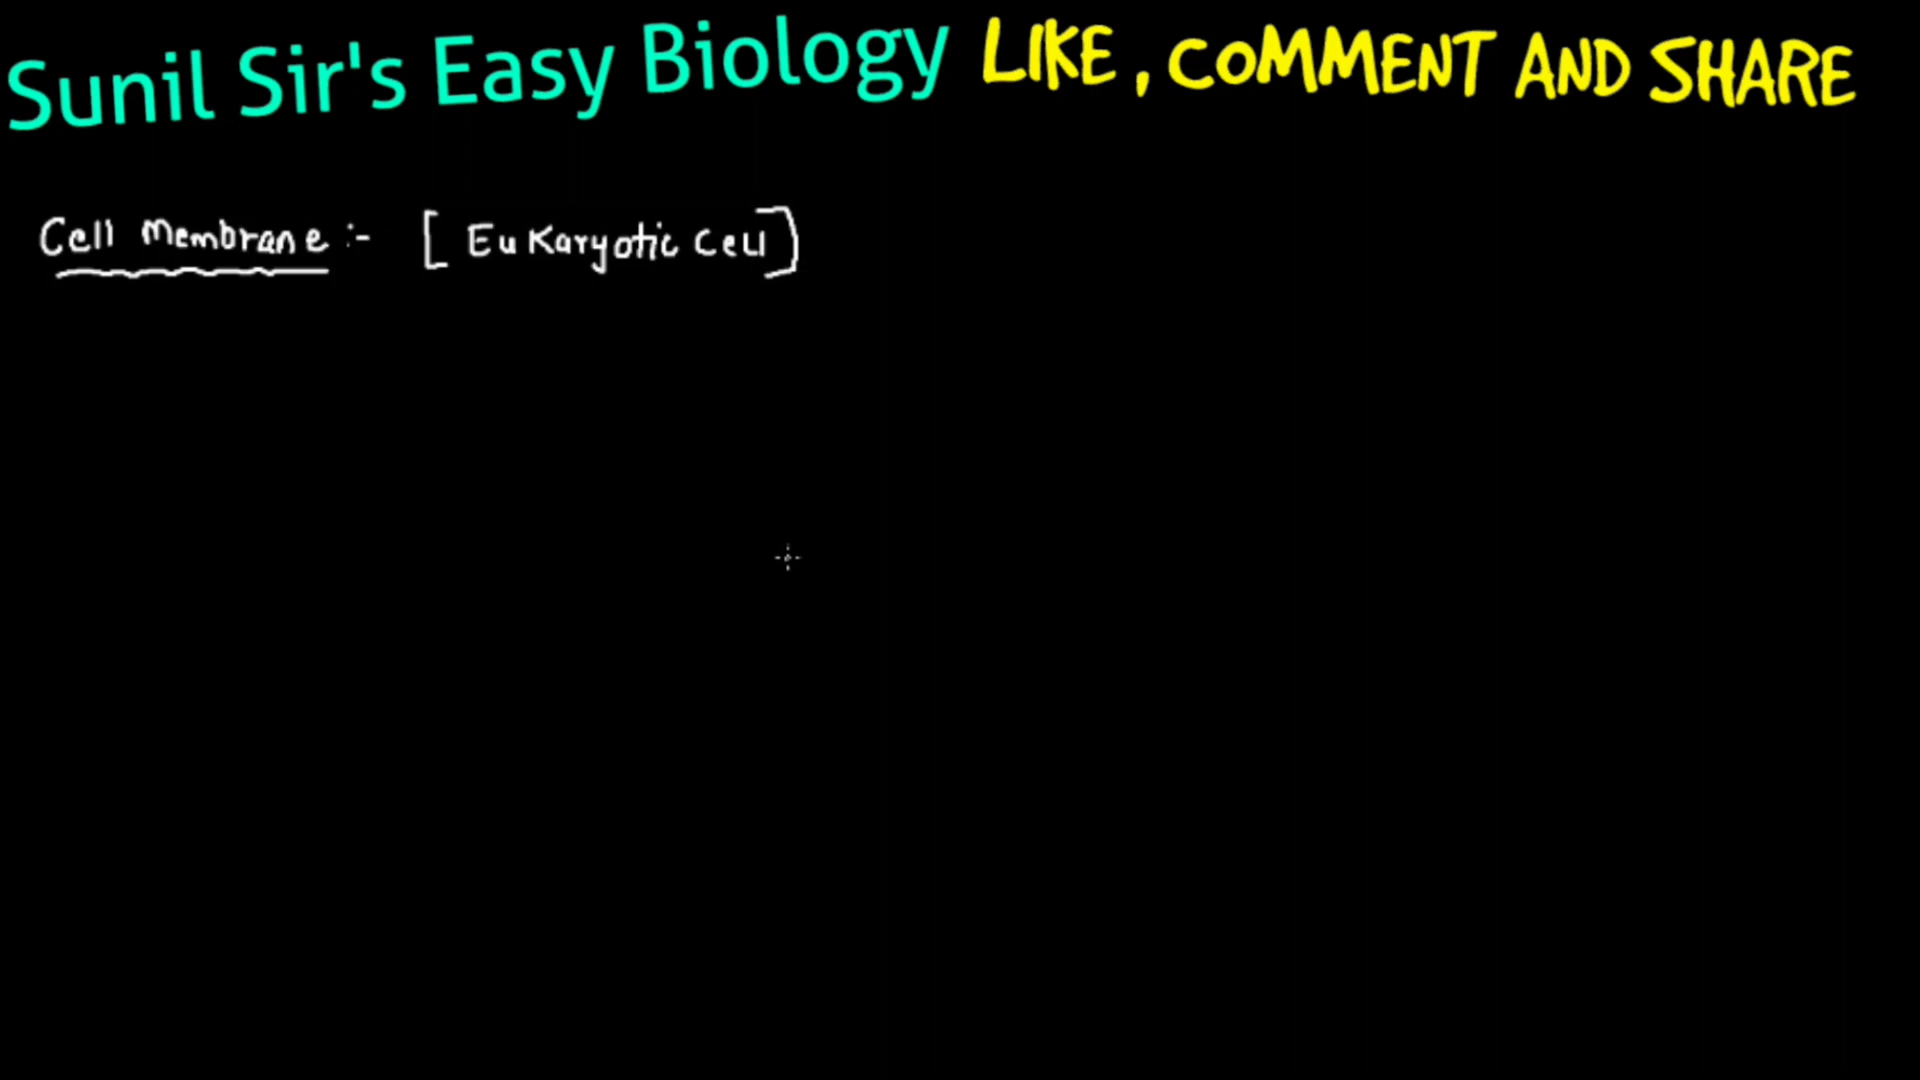 Sunil Sir's Easy Biology LIKE, COMMENT AND SHARE
Cell Membrane :- [Eukaryotic Cell]